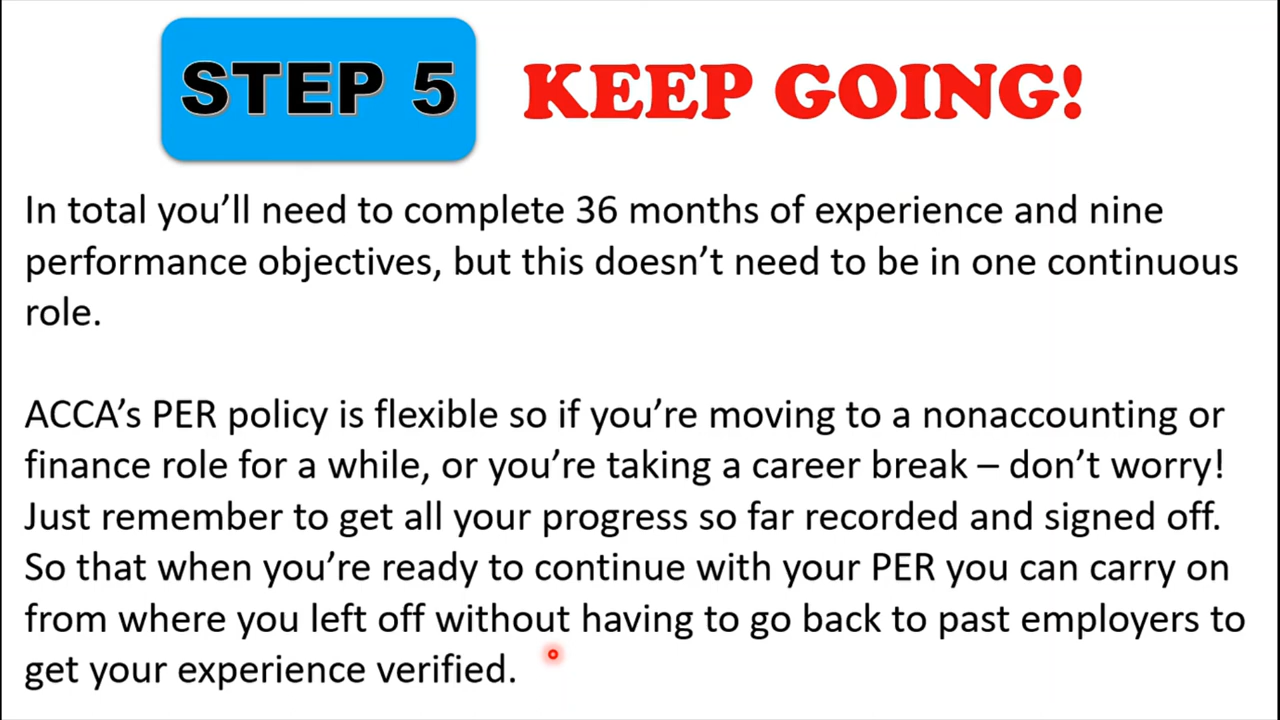 STEP 5 KEEP GOING!
In total you’ll need to complete 36 months of experience and nine
performance objectives, but this doesn’t need to be in one continuous
role.
ACCA’s PER policy is flexible so if you’re moving to a nonaccounting or
finance role for a while, or you’re taking a career break – don’t worry!
Just remember to get all your progress so far recorded and signed off.
So that when you’re ready to continue with your PER you can carry on
from where you left off without having to go back to past employers to
get your experience verified.